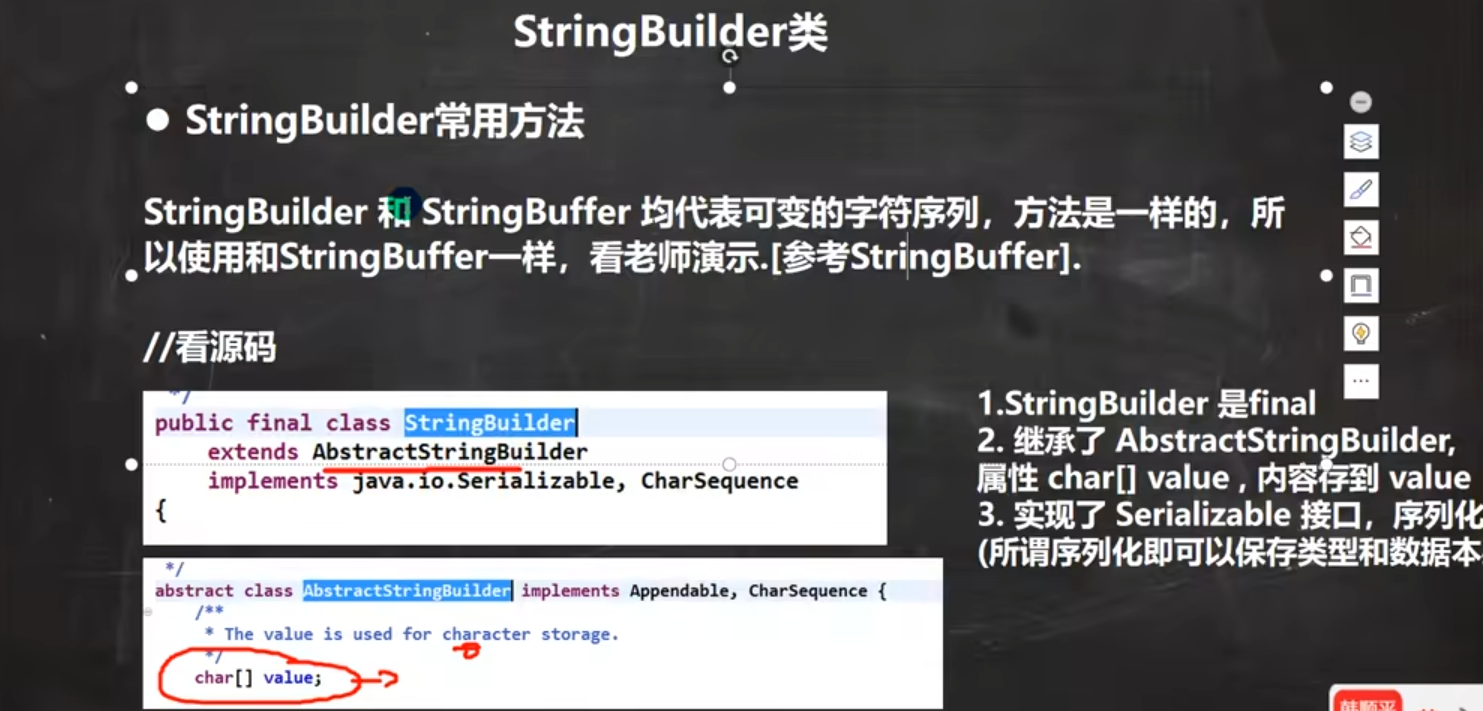 StringBuilder类
● StringBuilder常用方法
StringBuilder 和 StringBuffer 均代表可变的字符序列，方法是一样的，所
以使用和StringBuffer一样，看老师演示.[参考StringBuffer].
//看源码
*/
public final class StringBuilder
extends AbstractStringBuilder
implements java.io.Serializable, CharSequence
{
*/
abstract class AbstractStringBuilder implements Appendable, CharSequence {
/**
* The value is used for character storage.
*/
char[] value;
1.StringBuilder 是final
2. 继承了 AbstractStringBuilder,
属性 char[] value , 内容存到 value
3. 实现了 Serializable 接口，序列化
(所谓序列化即可以保存类型和数据本
韩顺平